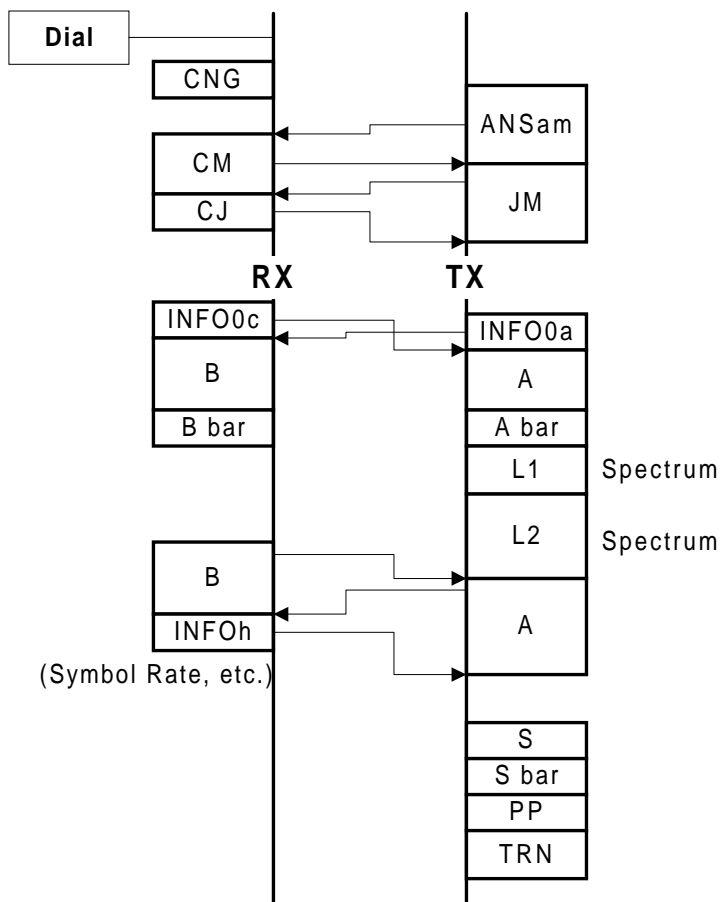 Dial
CNG
ANSam
CM
CJ
JM
RX TX
INFO0c
INFO0a
B
A
B bar
A bar
L1 Spectrum
L2 Spectrum
B
A
INFOh
(Symbol Rate, etc.)
S
S bar
PP
TRN